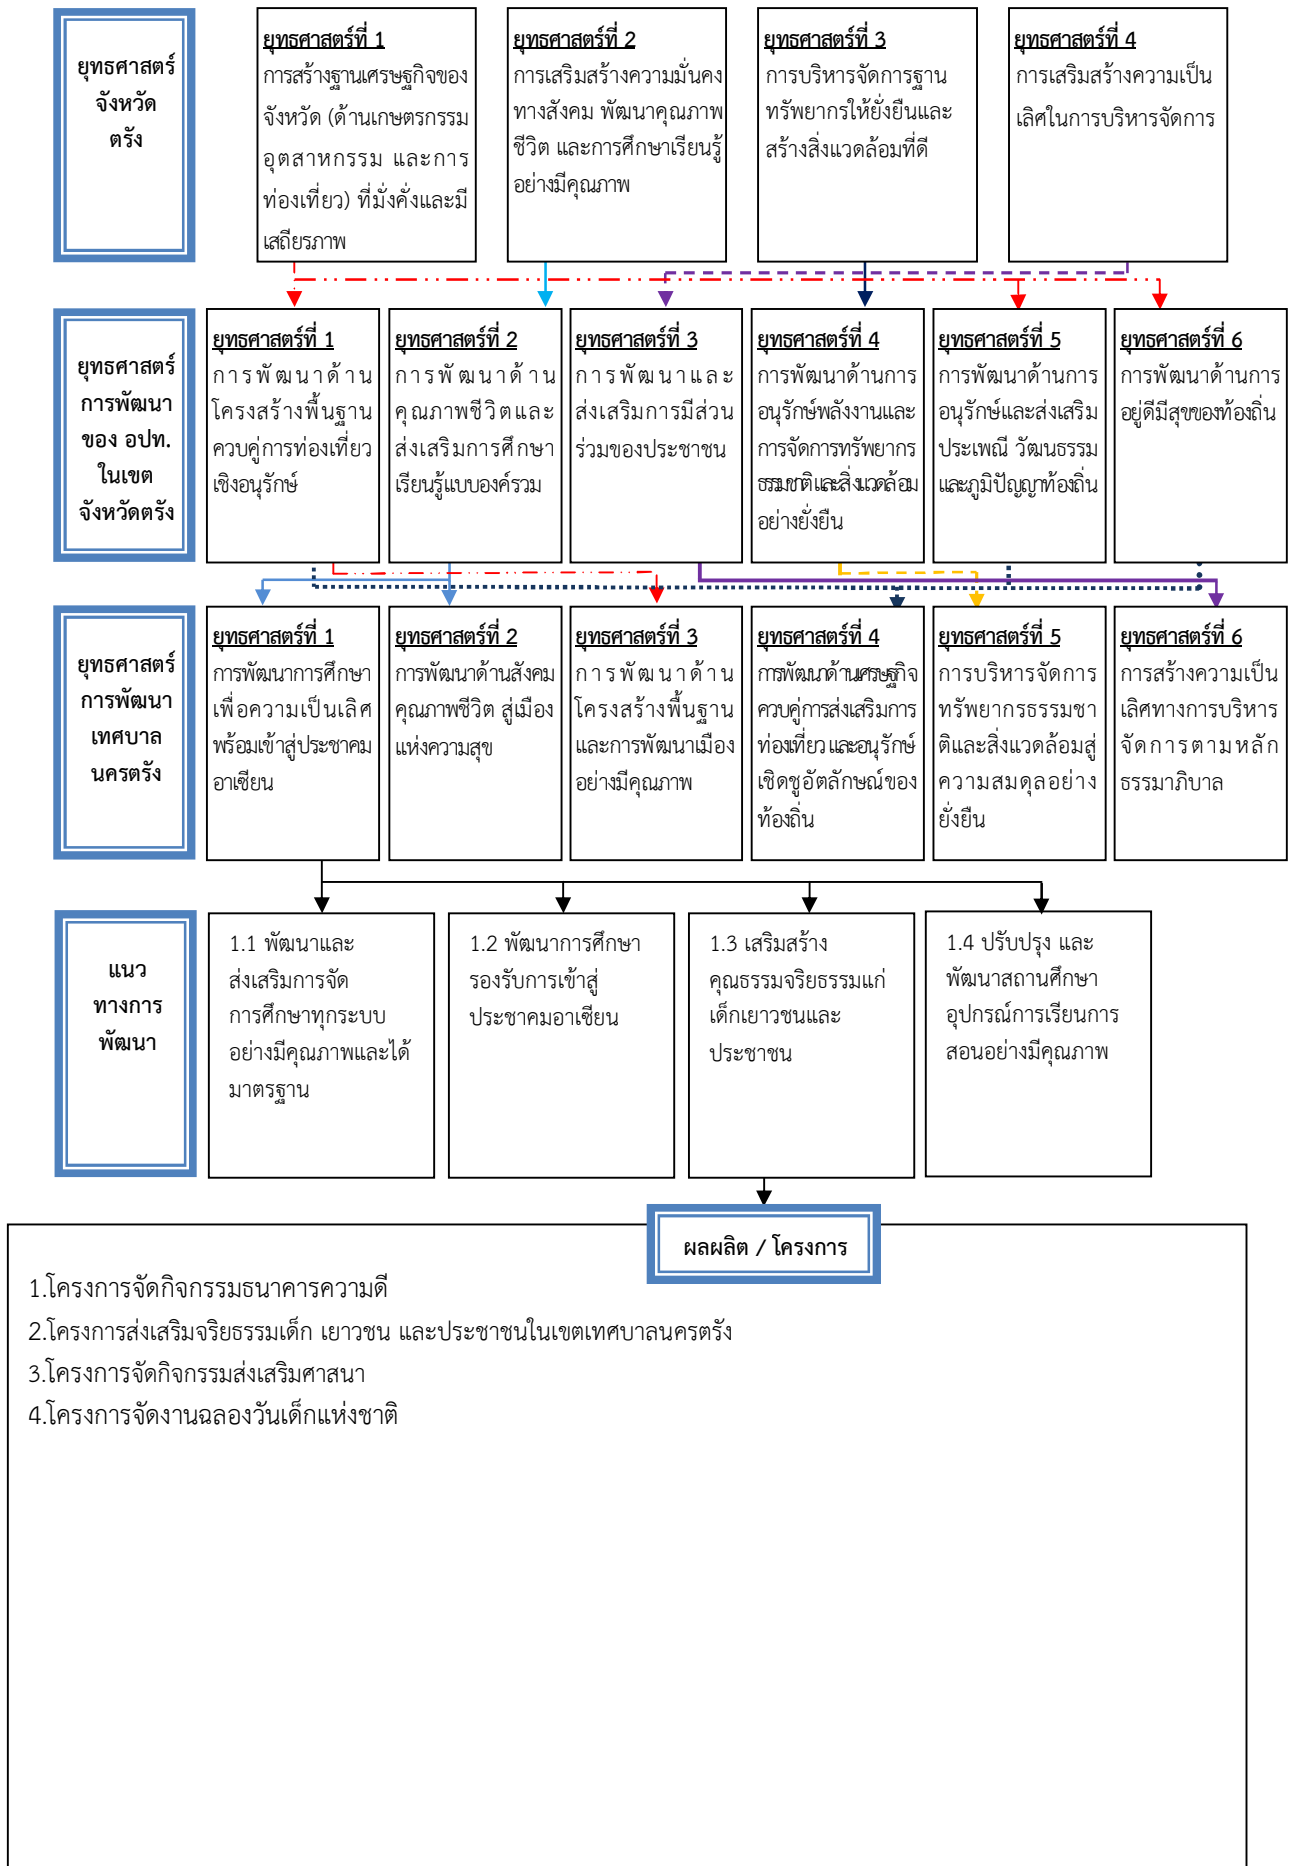 ยุทธศาสตร์
จังหวัด
ตรัง
ยุทธศาสตร์ที่ 1
การสร้างฐานเศรษฐกิจของ
จังหวัด (ด้านเกษตรกรรม
อุตสาหกรรม และการ
ท่องเที่ยว) ที่มั่งคั่งและมี
เสถียรภาพ
ยุทธศาสตร์ที่ 2
การเสริมสร้างความมั่นคง
ทางสังคม พัฒนาคุณภาพ
ชีวิต และการศึกษาเรียนรู้
อย่างมีคุณภาพ
ยุทธศาสตร์ที่ 3
การบริหารจัดการฐาน
ทรัพยากรให้ยั่งยืนและ
สร้างสิ่งแวดล้อมที่ดี
ยุทธศาสตร์ที่ 4
การเสริมสร้างความเป็น
เลิศในการบริหารจัดการ
ยุทธศาสตร์
การพัฒนา
ของ อปท.
ในเขต
จังหวัดตรัง
ยุทธศาสตร์ที่ 1
การพัฒนาด้าน
โครงสร้างพื้นฐาน
ควบคู่การท่องเที่ยว
เชิงอนุรักษ์
ยุทธศาสตร์ที่ 2
การพัฒนาด้าน
คุณภาพชีวิตและ
ส่งเสริมการศึกษา
เรียนรู้แบบองค์รวม
ยุทธศาสตร์ที่ 3
การพัฒนาและ
ส่งเสริมการมีส่วน
ร่วมของประชาชน
ยุทธศาสตร์ที่ 4
การพัฒนาด้านการ
อนุรักษ์พลังงานและ
การจัดการทรัพยากร
ธรรมชาติและสิ่งแวดล้อม
อย่างยั่งยืน
ยุทธศาสตร์ที่ 5
การพัฒนาด้านการ
อนุรักษ์และส่งเสริม
ประเพณี วัฒนธรรม
และภูมิปัญญาท้องถิ่น
ยุทธศาสตร์ที่ 6
การพัฒนาด้านการ
อยู่ดีมีสุขของท้องถิ่น
ยุทธศาสตร์
การพัฒนา
เทศบาล
นครตรัง
ยุทธศาสตร์ที่ 1
การพัฒนาการศึกษา
เพื่อความเป็นเลิศ
พร้อมเข้าสู่ประชาคม
อาเซียน
ยุทธศาสตร์ที่ 2
การพัฒนาด้านสังคม
คุณภาพชีวิต สู่เมือง
แห่งความสุข
ยุทธศาสตร์ที่ 3
การพัฒนาด้าน
โครงสร้างพื้นฐาน
และการพัฒนาเมือง
อย่างมีคุณภาพ
ยุทธศาสตร์ที่ 4
การพัฒนาด้านเศรษฐกิจ
ควบคู่การส่งเสริมการ
ท่องเที่ยวและอนุรักษ์
เชิดชูอัตลักษณ์ของ
ท้องถิ่น
ยุทธศาสตร์ที่ 5
การบริหารจัดการ
ทรัพยากรธรรมชา
ติและสิ่งแวดล้อมสู่
ความสมดุลอย่าง
ยั่งยืน
ยุทธศาสตร์ที่ 6
การสร้างความเป็น
เลิศทางการบริหาร
จัดการตามหลัก
ธรรมาภิบาล
แนว
ทางการ
พัฒนา
1.1 พัฒนาและ
ส่งเสริมการจัด
การศึกษาทุกระบบ
อย่างมีคุณภาพและได้
มาตรฐาน
1.2 พัฒนาการศึกษา
รองรับการเข้าสู่
ประชาคมอาเซียน
1.3 เสริมสร้าง
คุณธรรมจริยธรรมแก่
เด็กเยาวชนและ
ประชาชน
1.4 ปรับปรุง และ
พัฒนาสถานศึกษา
อุปกรณ์การเรียนการ
สอนอย่างมีคุณภาพ
ผลผลิต / โครงการ
1.โครงการจัดกิจกรรมธนาคารความดี
2.โครงการส่งเสริมจริยธรรมเด็ก เยาวชน และประชาชนในเขตเทศบาลนครตรัง
3.โครงการจัดกิจกรรมส่งเสริมศาสนา
4.โครงการจัดงานฉลองวันเด็กแห่งชาติ